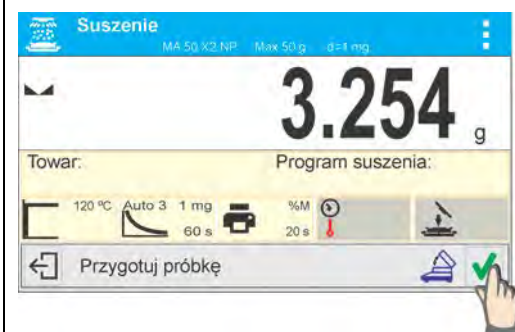 Suszenie
MA 50.X2.NP Max 50 g d=1 mg
3.254 g
Towar: Program suszenia:
120 °C Auto 3 1 mg %M
60 s 20 s
Przygotuj próbkę